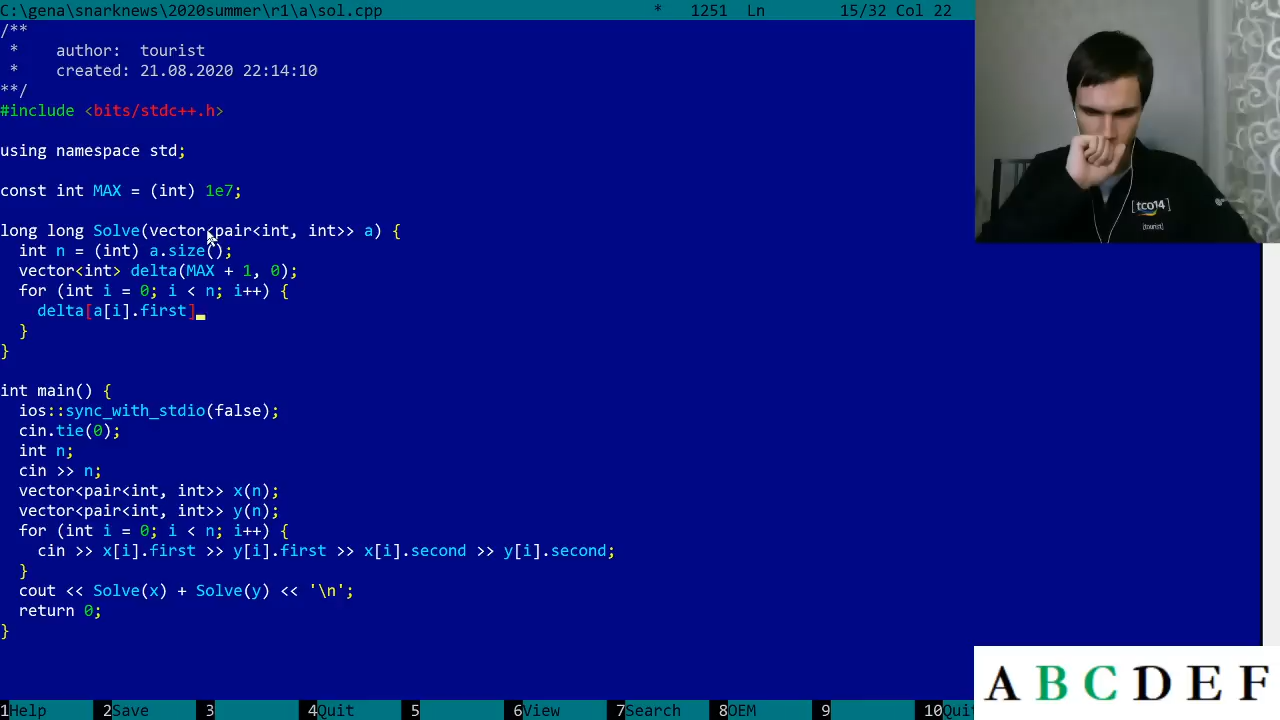 C:\gena\snarknews\2020summer\r1\a\sol.cpp * 1251 Ln 15/32 Col 22
/**
 *    author:  tourist
 *    created: 21.08.2020 22:14:10
**/
#include <bits/stdc++.h>
using namespace std;
const int MAX = (int) 1e7;
long long Solve(vector<pair<int, int>> a) {
  int n = (int) a.size();
  vector<int> delta(MAX + 1, 0);
  for (int i = 0; i < n; i++) {
    delta[a[i].first]
  }
}
int main() {
  ios::sync_with_stdio(false);
  cin.tie(0);
  int n;
  cin >> n;
  vector<pair<int, int>> x(n);
  vector<pair<int, int>> y(n);
  for (int i = 0; i < n; i++) {
    cin >> x[i].first >> y[i].first >> x[i].second >> y[i].second;
  }
  cout << Solve(x) + Solve(y) << '\n';
  return 0;
}
[tco14]
[tourist]
A B C D E F
1Help 2Save 3 4Quit 5 6View 7Search 8OEM 9 10Qui